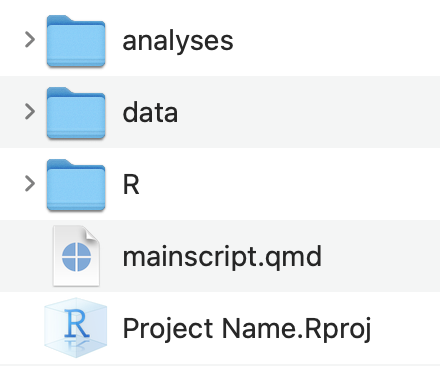 analyses
data
R
mainscript.qmd
R
Project Name.Rproj